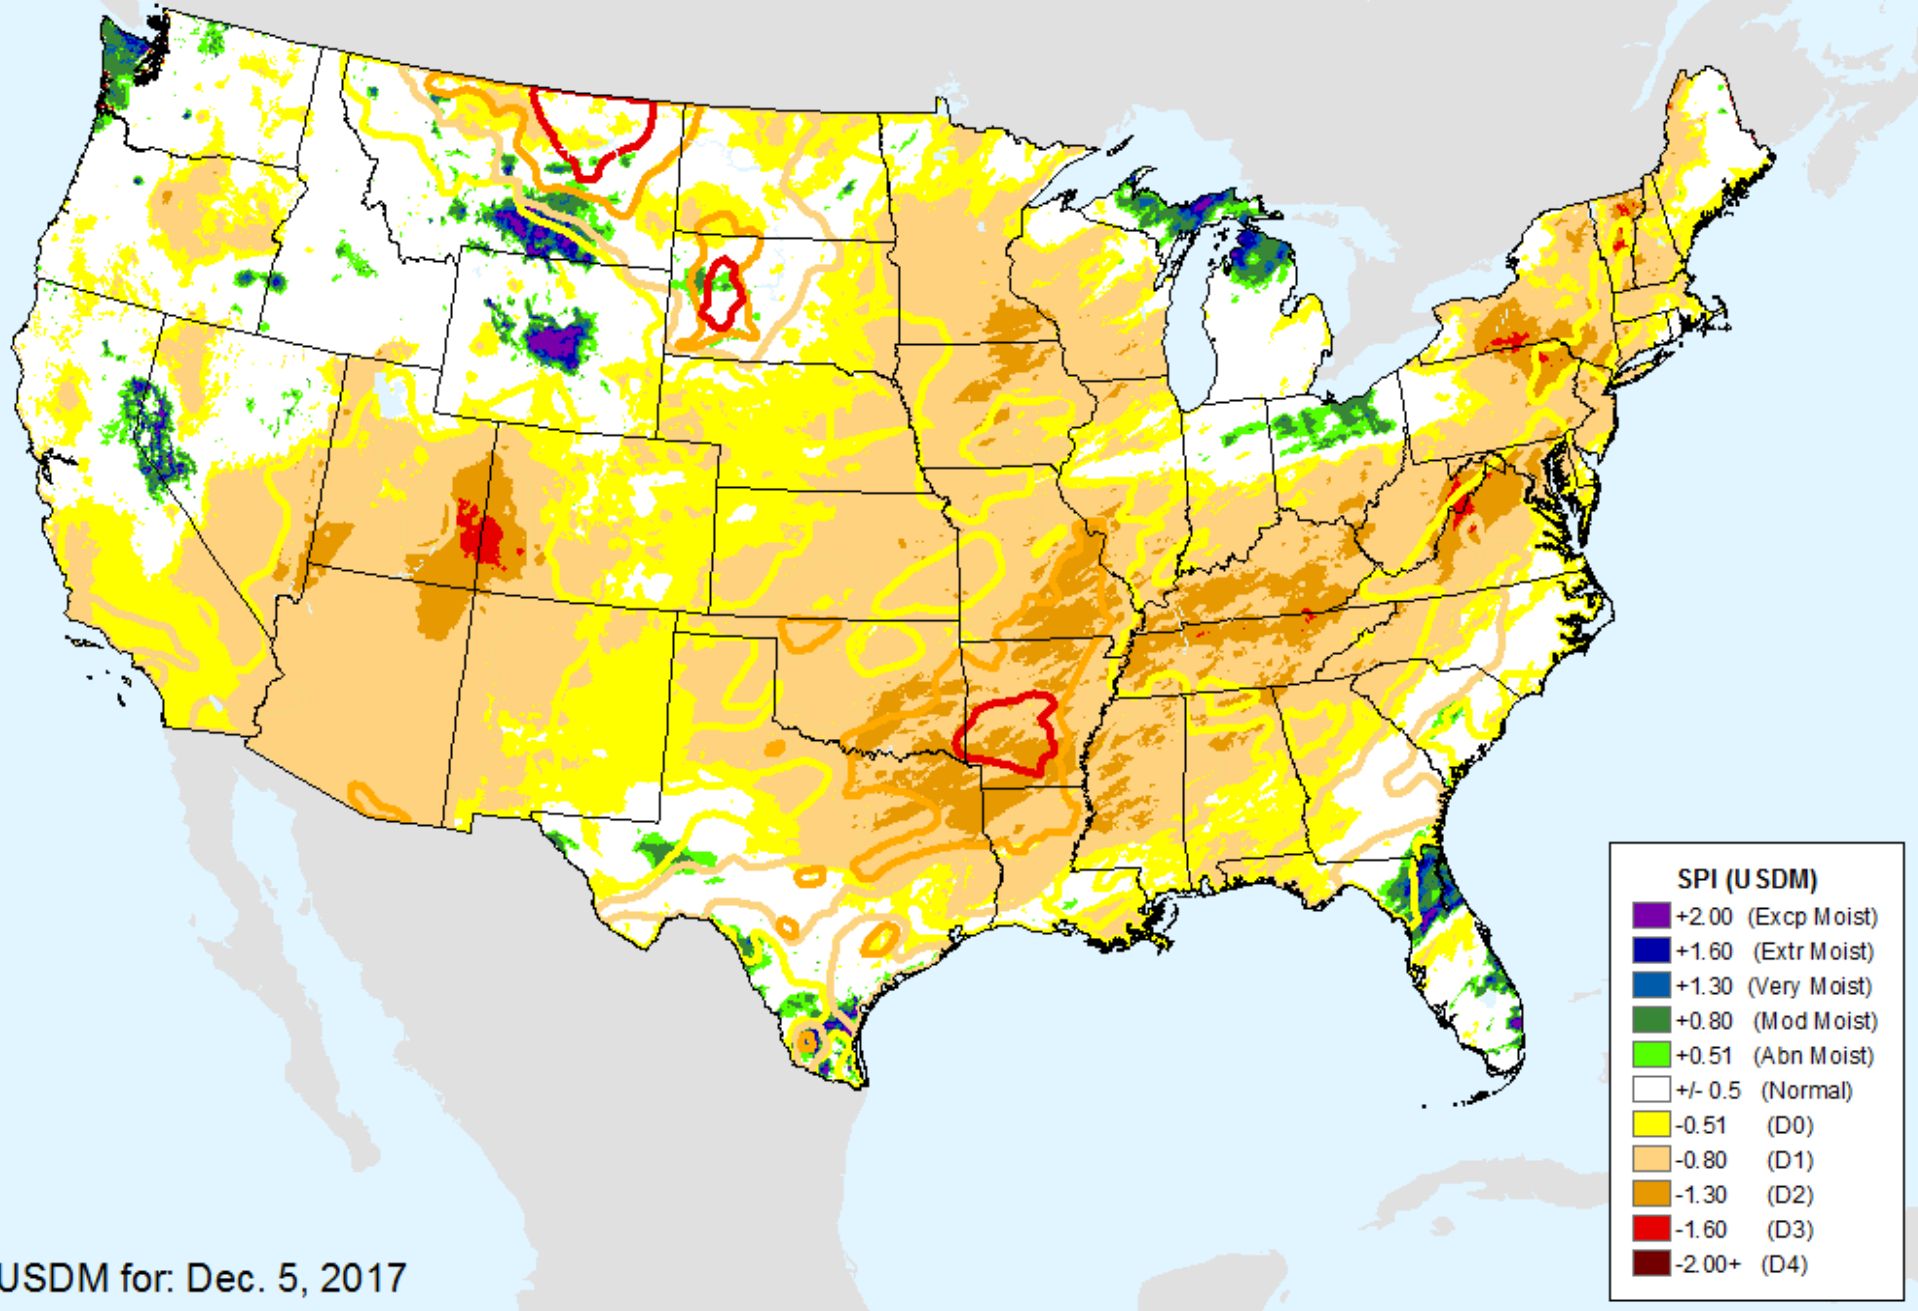 SPI (USDM)
+2.00 (Excp Moist)
+1.60 (Extr Moist)
+1.30 (Very Moist)
+0.80 (Mod Moist)
+0.51 (Abn Moist)
+/- 0.5 (Normal)
-0.51 (D0)
-0.80 (D1)
-1.30 (D2)
-1.60 (D3)
-2.00+ (D4)
USDM for: Dec. 5, 2017